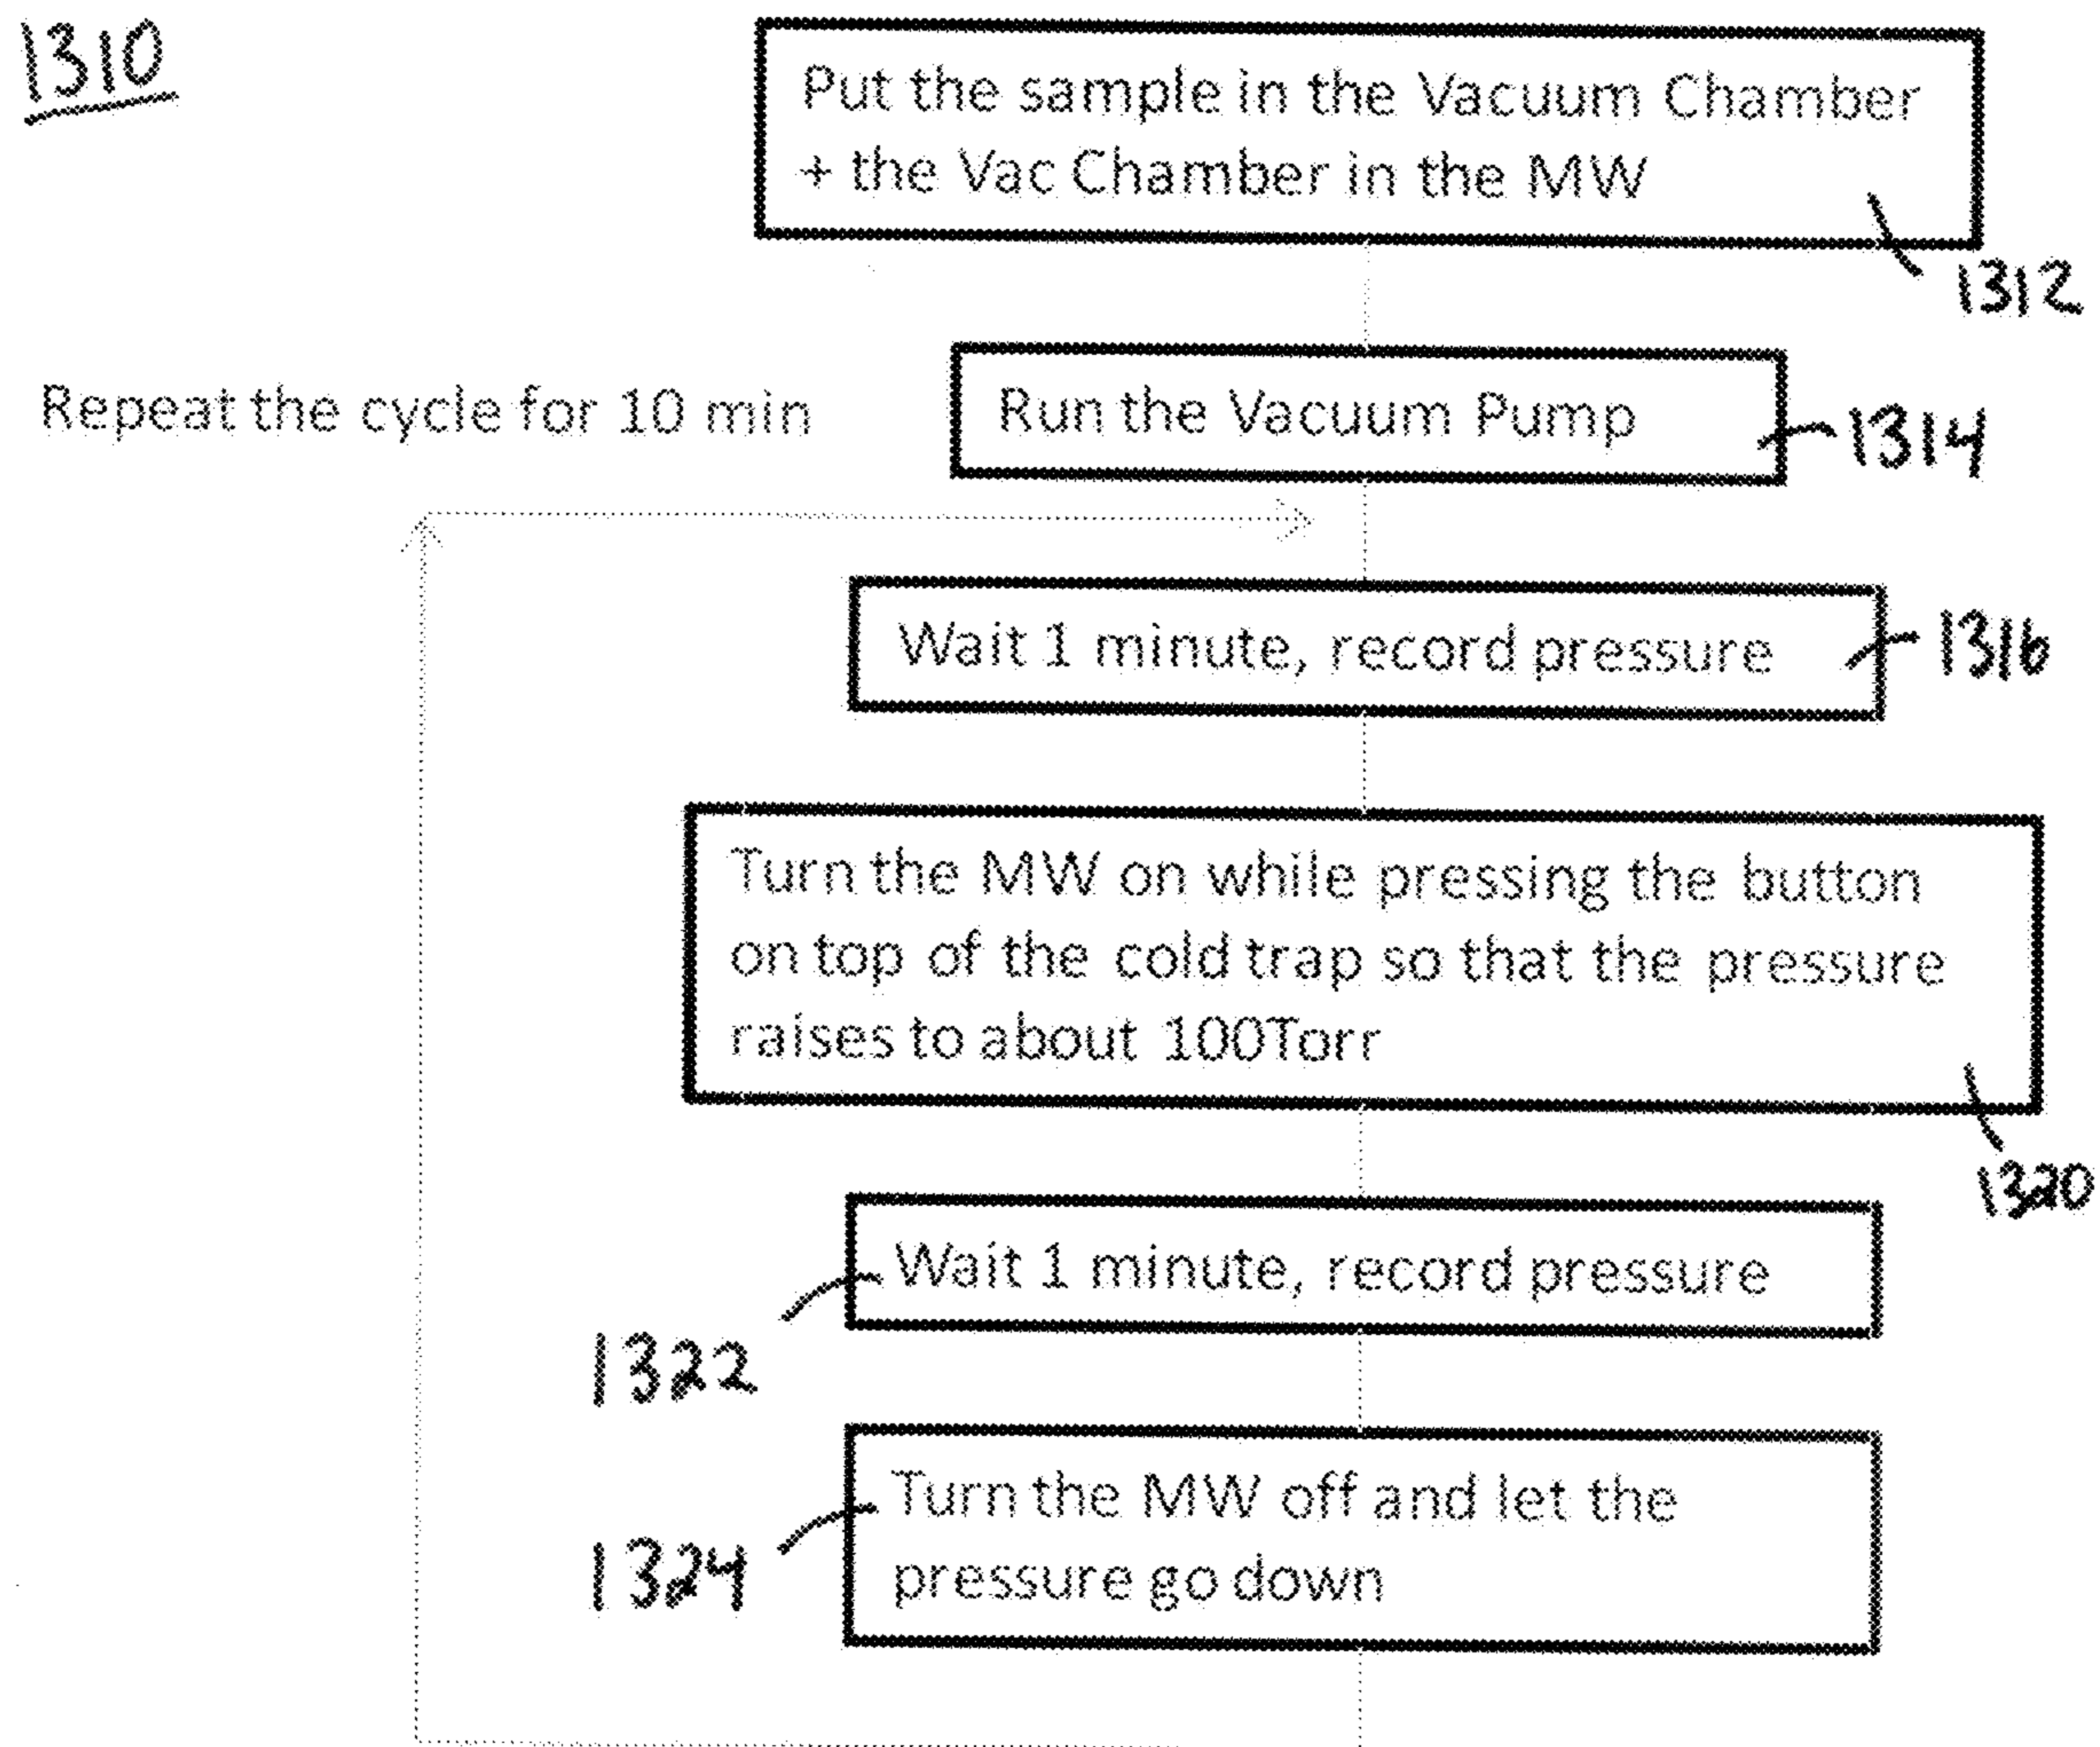 1310
Put the sample in the Vacuum Chamber
+ the Vac Chamber in the MW
1312
Repeat the cycle for 10 min
Run the Vacuum Pump
1314
Wait 1 minute, record pressure
1316
Turn the MW on while pressing the button
on top of the cold trap so that the pressure
raises to about 100Torr
1320
Wait 1 minute, record pressure
1322
Turn the MW off and let the
pressure go down
1324